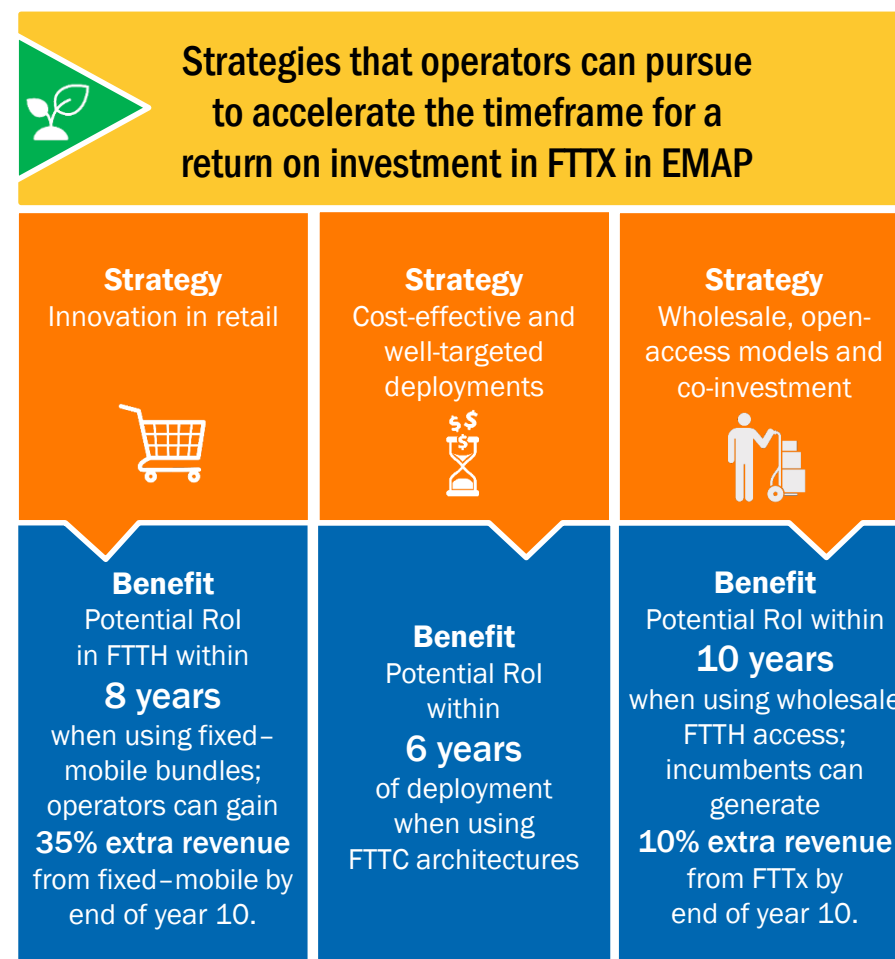 Strategies that operators can pursue
to accelerate the timeframe for a
return on investment in FTTX in EMAP
Strategy
Innovation in retail
Strategy
Cost-effective and
well-targeted
deployments
$ $
$
Strategy
Wholesale, open-
access models and
co-investment
Benefit
Potential RoI
in FTTH within
8 years
when using fixed–
mobile bundles;
operators can gain
35% extra revenue
from fixed–mobile by
end of year 10.
Benefit
Potential RoI
within
6 years
of deployment
when using
FTTC architectures
Benefit
Potential RoI within
10 years
when using wholesale
FTTH access;
incumbents can
generate
10% extra revenue
from FTTx by
end of year 10.